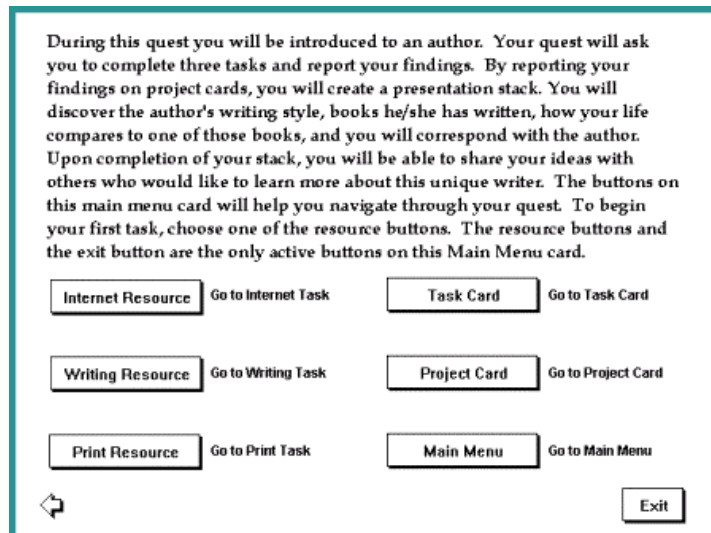 During this quest you will be introduced to an author. Your quest will ask
you to complete three tasks and report your findings. By reporting your
findings on project cards, you will create a presentation stack. You will
discover the author's writing style, books he/she has written, how your life
compares to one of those books, and you will correspond with the author.
Upon completion of your stack, you will be able to share your ideas with
others who would like to learn more about this unique writer. The buttons on
this main menu card will help you navigate through your quest. To begin
your first task, choose one of the resource buttons. The resource buttons and
the exit button are the only active buttons on this Main Menu card.
Internet Resource Go to Internet Task Task Card Go to Task Card
Writing Resource Go to Writing Task Project Card Go to Project Card
Print Resource Go to Print Task Main Menu Go to Main Menu
Exit